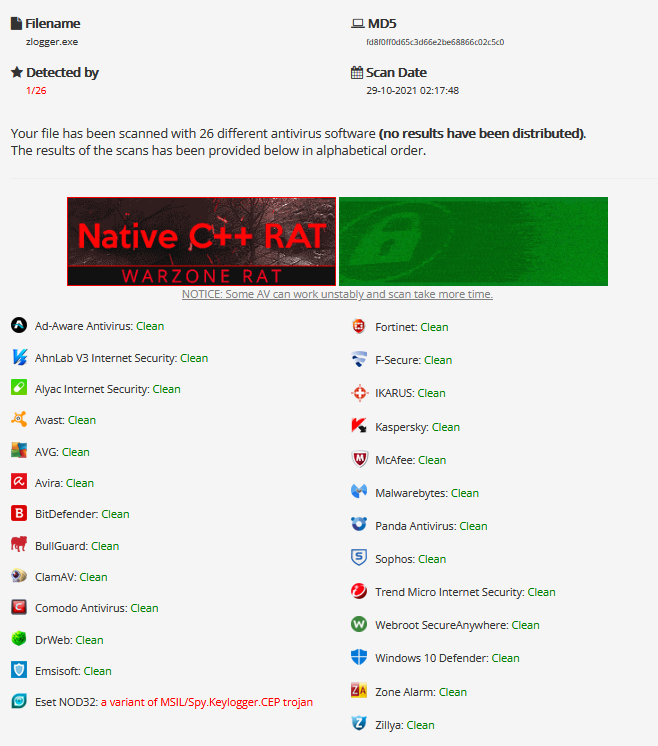 Filename
zlogger.exe
MD5
fd8f0ff0d65c3d66e2be68866c02c5c0
Detected by
1/26
Scan Date
29-10-2021 02:17:48
Your file has been scanned with 26 different antivirus software (no results have been distributed).
The results of the scans has been provided below in alphabetical order.
Native C++ RAT
WARZONE RAT
NOTICE: Some AV can work unstably and scan take more time.
Ad-Aware Antivirus: Clean
AhnLab V3 Internet Security: Clean
Alyac Internet Security: Clean
Avast: Clean
AVG: Clean
Avira: Clean
BitDefender: Clean
BullGuard: Clean
ClamAV: Clean
Comodo Antivirus: Clean
DrWeb: Clean
Emsisoft: Clean
Eset NOD32: a variant of MSIL/Spy.Keylogger.CEP trojan
Fortinet: Clean
F-Secure: Clean
IKARUS: Clean
Kaspersky: Clean
McAfee: Clean
Malwarebytes: Clean
Panda Antivirus: Clean
Sophos: Clean
Trend Micro Internet Security: Clean
Webroot SecureAnywhere: Clean
Windows 10 Defender: Clean
Zone Alarm: Clean
Zillya: Clean